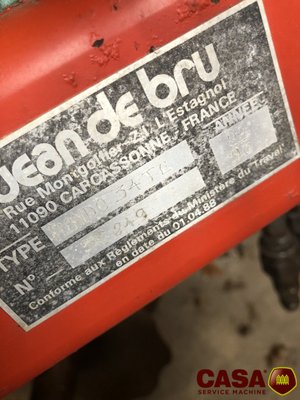 Jean de bru
Rue Montgolfier Z.I. L'Estagnol
11090 CARCASSONNE / FRANCE
TYPE
ANNÉE
N°
Conforme aux Règlements du Ministère du Travail
en date du 01.04.88
CASA
SERVICE MACHINE